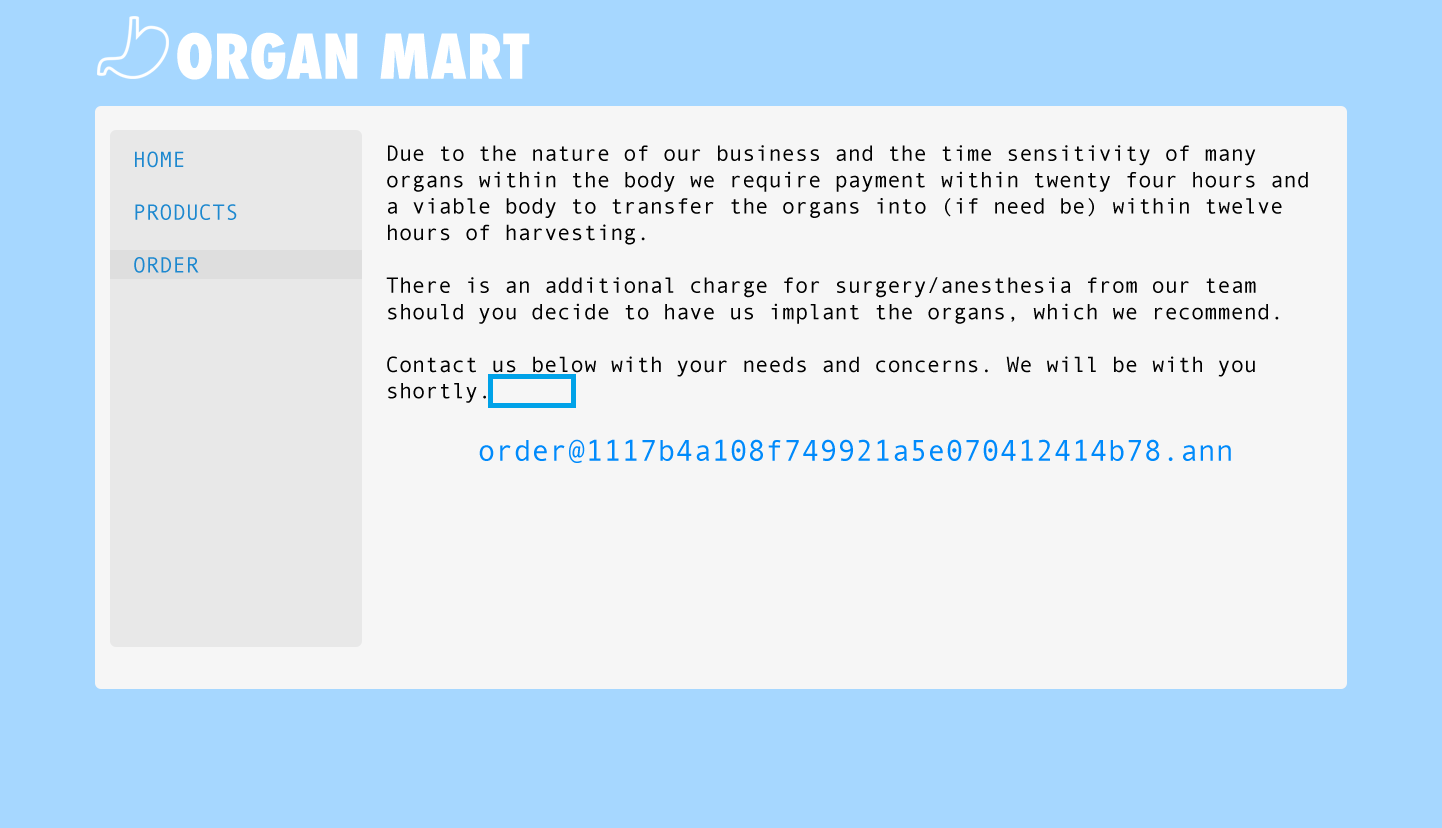 ORGAN MART
HOME
PRODUCTS
ORDER
Due to the nature of our business and the time sensitivity of many
organs within the body we require payment within twenty four hours and
a viable body to transfer the organs into (if need be) within twelve
hours of harvesting.
There is an additional charge for surgery/anesthesia from our team
should you decide to have us implant the organs, which we recommend.
Contact us below with your needs and concerns. We will be with you
shortly.
order@1117b4a108f749921a5e070412414b78.ann